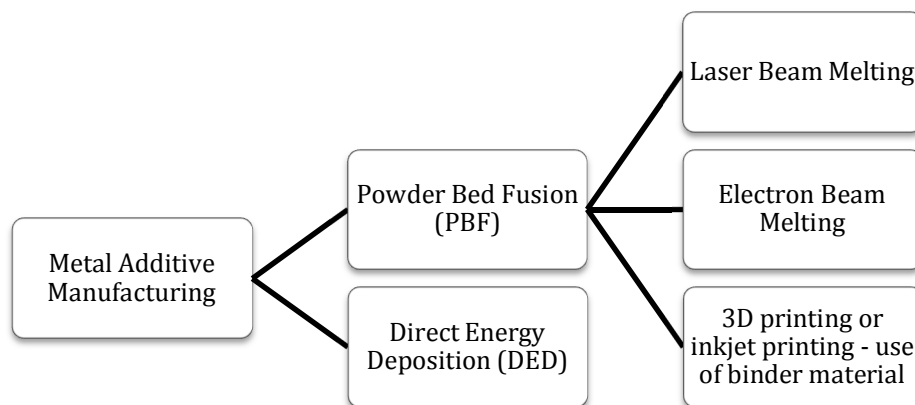 Metal Additive
Manufacturing
Powder Bed Fusion
(PBF)
Direct Energy
Deposition (DED)
Laser Beam Melting
Electron Beam
Melting
3D printing or
inkjet printing - use
of binder material